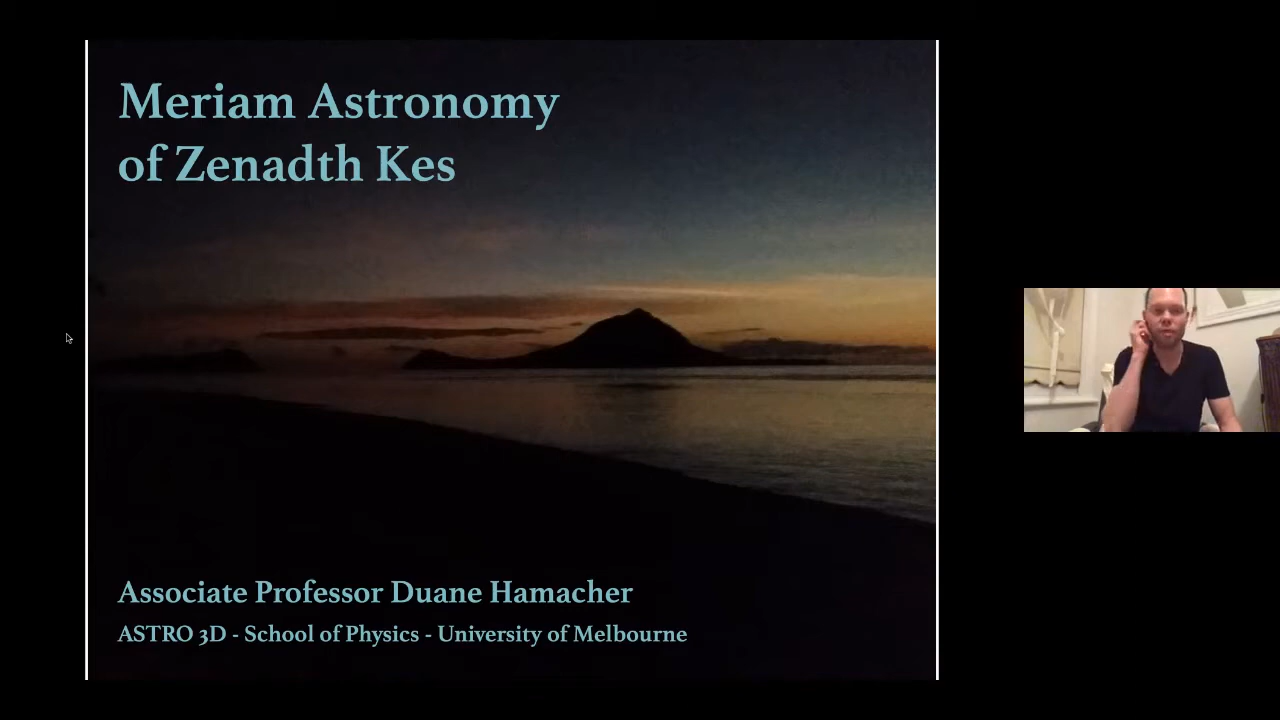 Meriam Astronomy
of Zenadth Kes
Associate Professor Duane Hamacher
ASTRO 3D - School of Physics - University of Melbourne